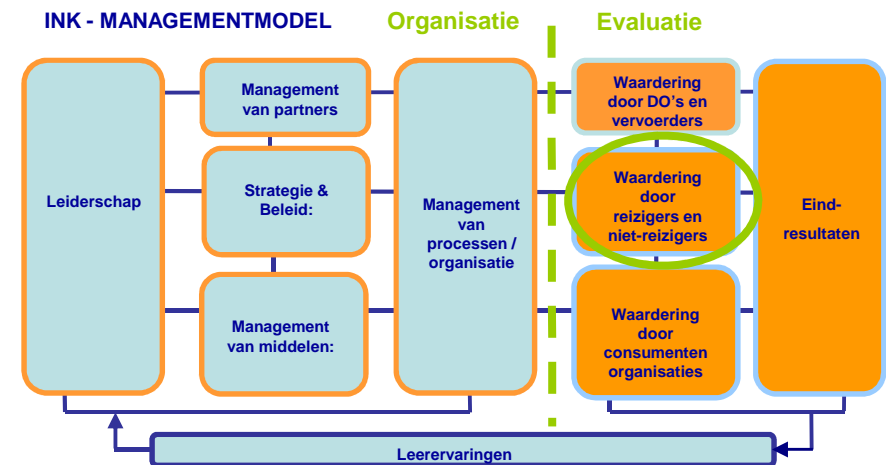 INK - MANAGEMENTMODEL
Organisatie
Evaluatie
Leiderschap
Management
van partners
Strategie &
Beleid:
Management
van middelen:
Management
van
processen /
organisatie
Waardering
door DO's en
vervoerders
Waardering
door
reizigers en
niet-reizigers
Waardering
door
consumenten
organisaties
Eind-
resultaten
Leerervaringen